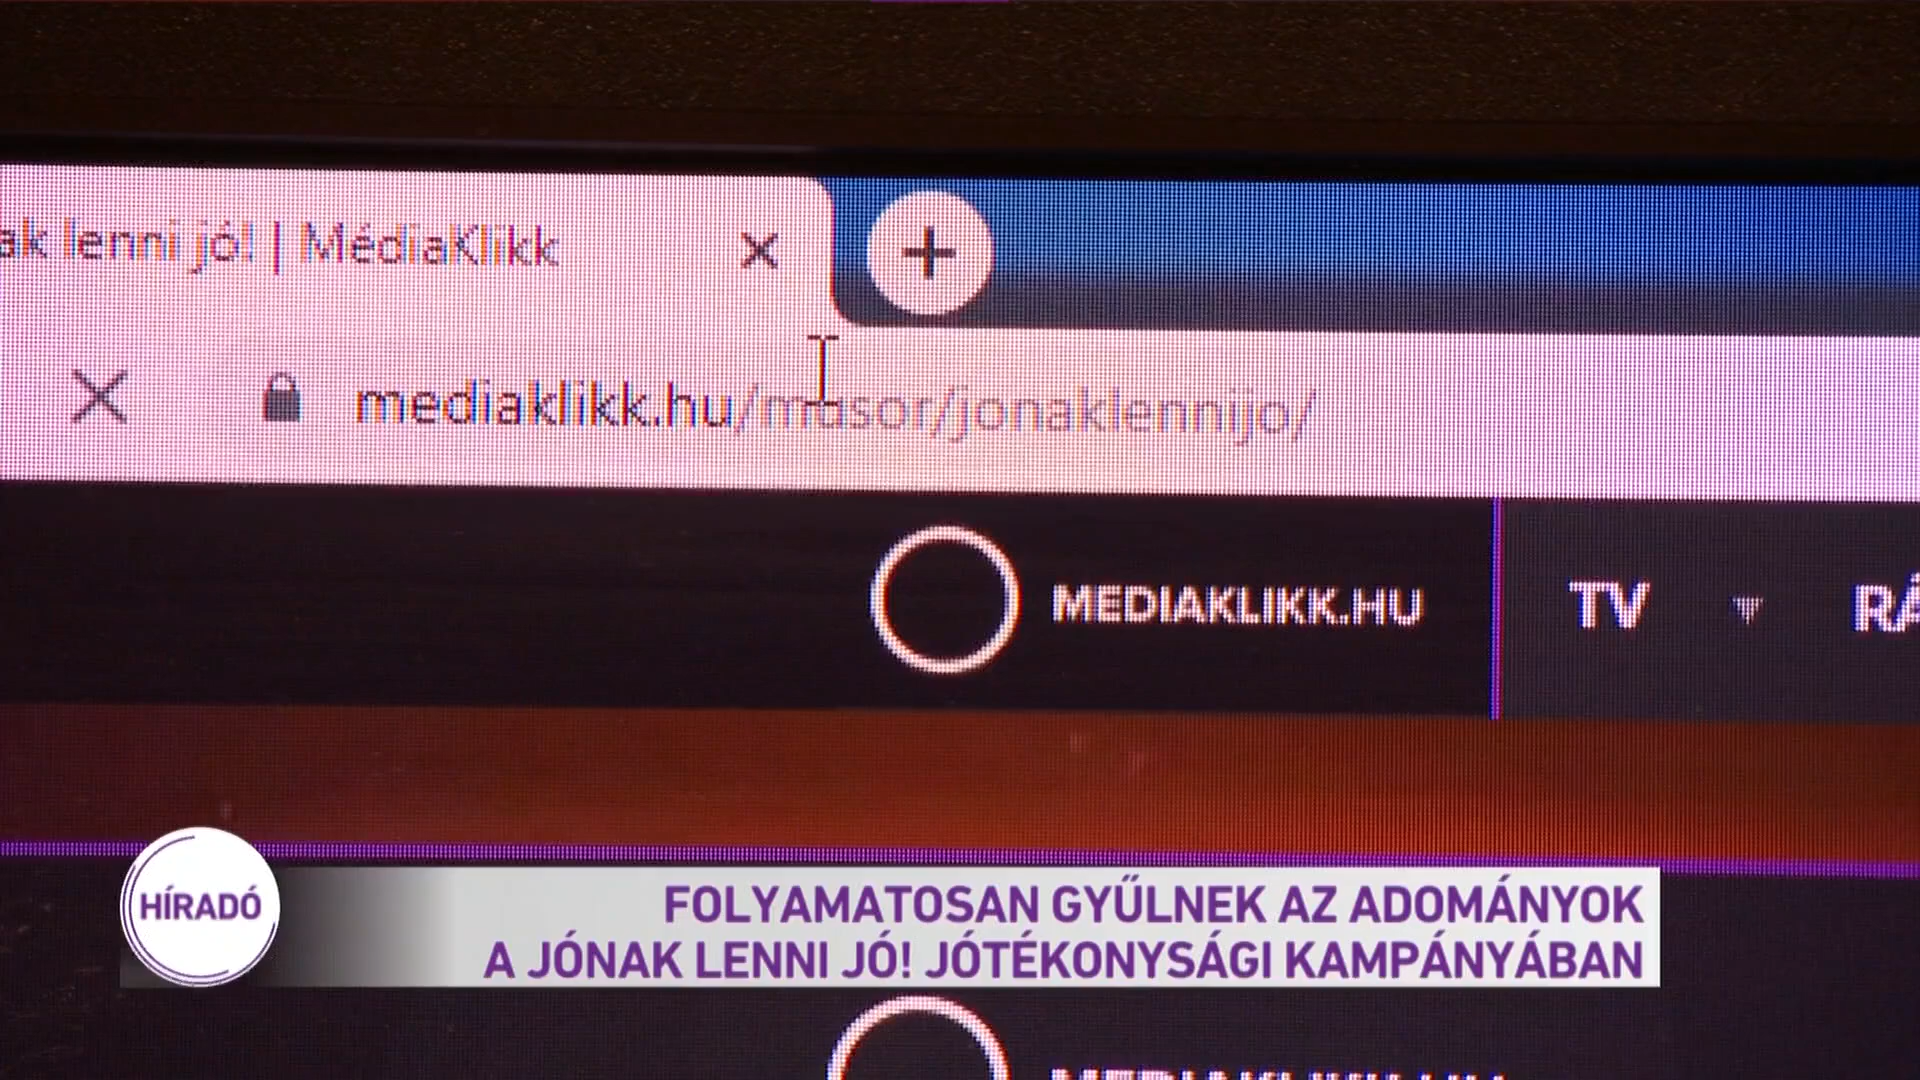 ak lenni jó! | MédiaKlikk
mediaklikk.hu/musor/jonaklennijo/
MEDIAKLIKK.HU
TV
HÍRADÓ
FOLYAMATOSAN GYŰLNEK AZ ADOMÁNYOK
A JÓNAK LENNI JÓ! JÓTÉKONYSÁGI KAMPÁNYÁBAN